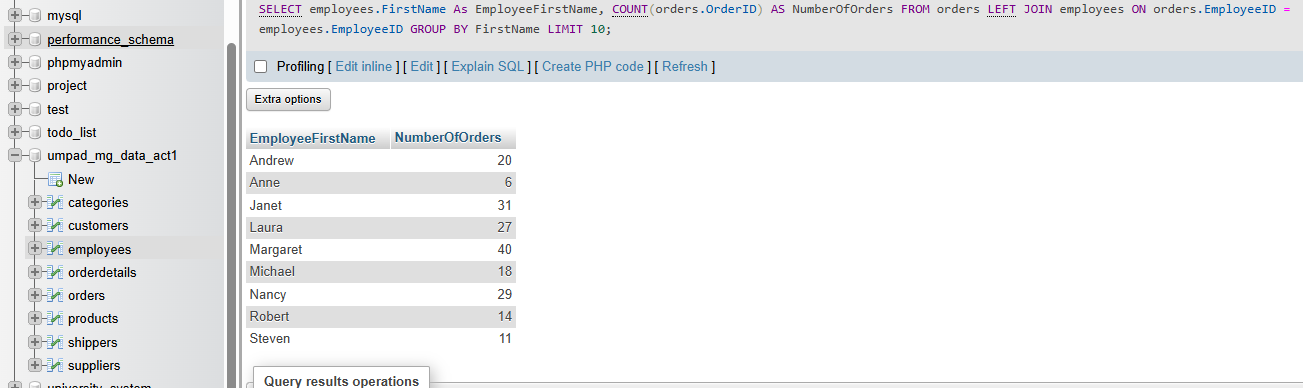 mysql
performance_schema
phpmyadmin
project
test
todo_list
umpad_mg_data_act1
New
categories
customers
employees
orderdetails
orders
products
shippers
suppliers
university_system
SELECT employees.FirstName As EmployeeFirstName, COUNT(orders.OrderID) AS NumberOfOrders FROM orders LEFT JOIN employees ON orders.EmployeeID =
employees.EmployeeID GROUP BY FirstName LIMIT 10;
Profiling [ Edit inline ] [ Edit ] [ Explain SQL ] [ Create PHP code ] [ Refresh ]
Extra options
EmployeeFirstName NumberOfOrders
Andrew 20
Anne 6
Janet 31
Laura 27
Margaret 40
Michael 18
Nancy 29
Robert 14
Steven 11
Query results operations